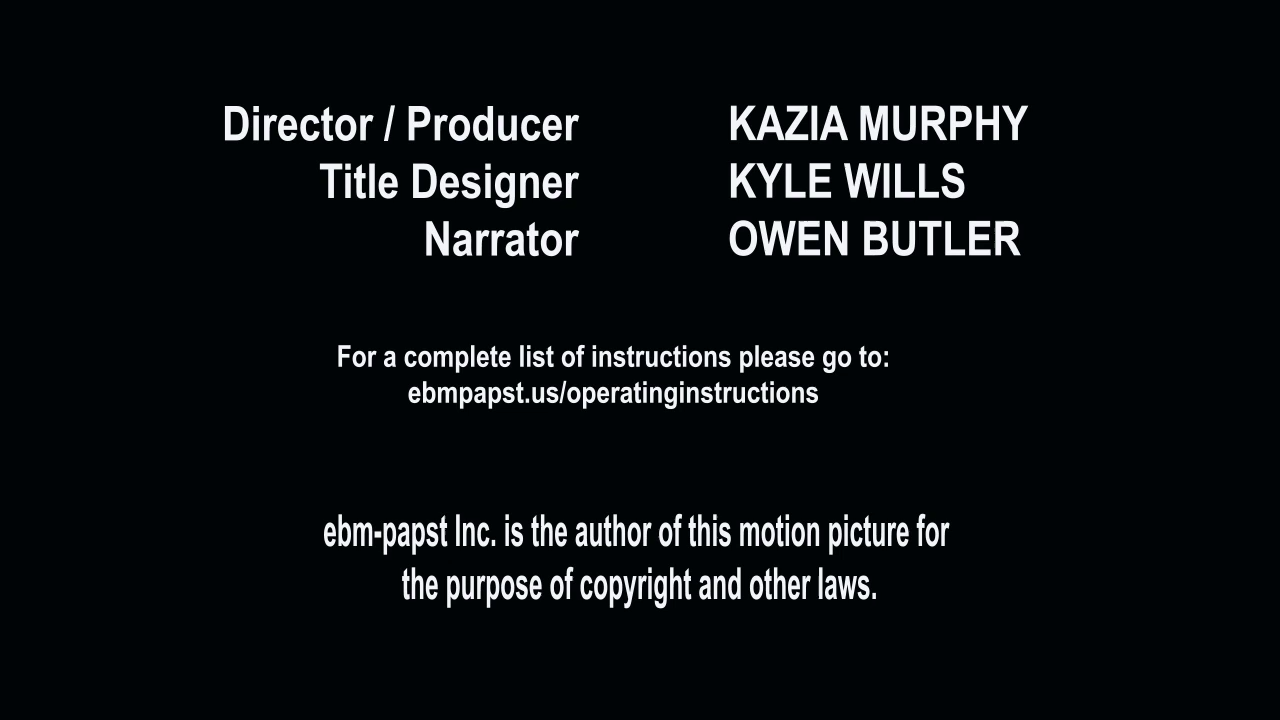 Director / Producer KAZIA MURPHY
Title Designer KYLE WILLS
Narrator OWEN BUTLER
For a complete list of instructions please go to:
ebmpapst.us/operatinginstructions
ebm-papst Inc. is the author of this motion picture for
the purpose of copyright and other laws.